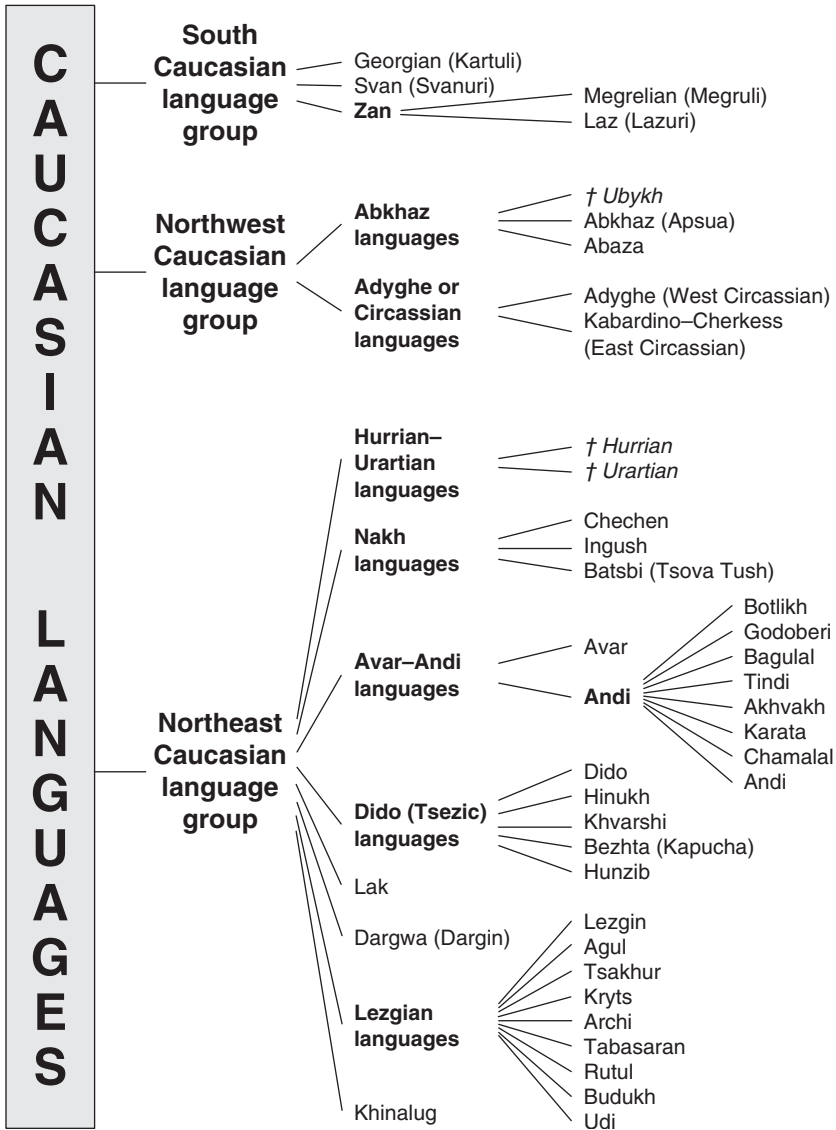 CAUCASIAN LANGUAGES
South
Caucasian
language
group
Georgian (Kartuli)
Svan (Svanuri)
Zan
Megrelian (Megruli)
Laz (Lazuri)
Northwest
Caucasian
language
group
Abkhaz
languages
† Ubykh
Abkhaz (Apsua)
Abaza
Adyghe or
Circassian
languages
Adyghe (West Circassian)
Kabardino–Cherkess
(East Circassian)
Northeast
Caucasian
language
group
Hurrian–
Urartian
languages
† Hurrian
† Urartian
Nakh
languages
Chechen
Ingush
Batsbi (Tsova Tush)
Avar–Andi
languages
Avar
Andi
Botlikh
Godoberi
Bagulal
Tindi
Akhvakh
Karata
Chamalal
Andi
Dido (Tsezic)
languages
Dido
Hinukh
Khvarshi
Bezhta (Kapucha)
Hunzib
Lak
Dargwa (Dargin)
Lezgian
languages
Lezgin
Agul
Tsakhur
Kryts
Archi
Tabasaran
Rutul
Budukh
Udi
Khinalug